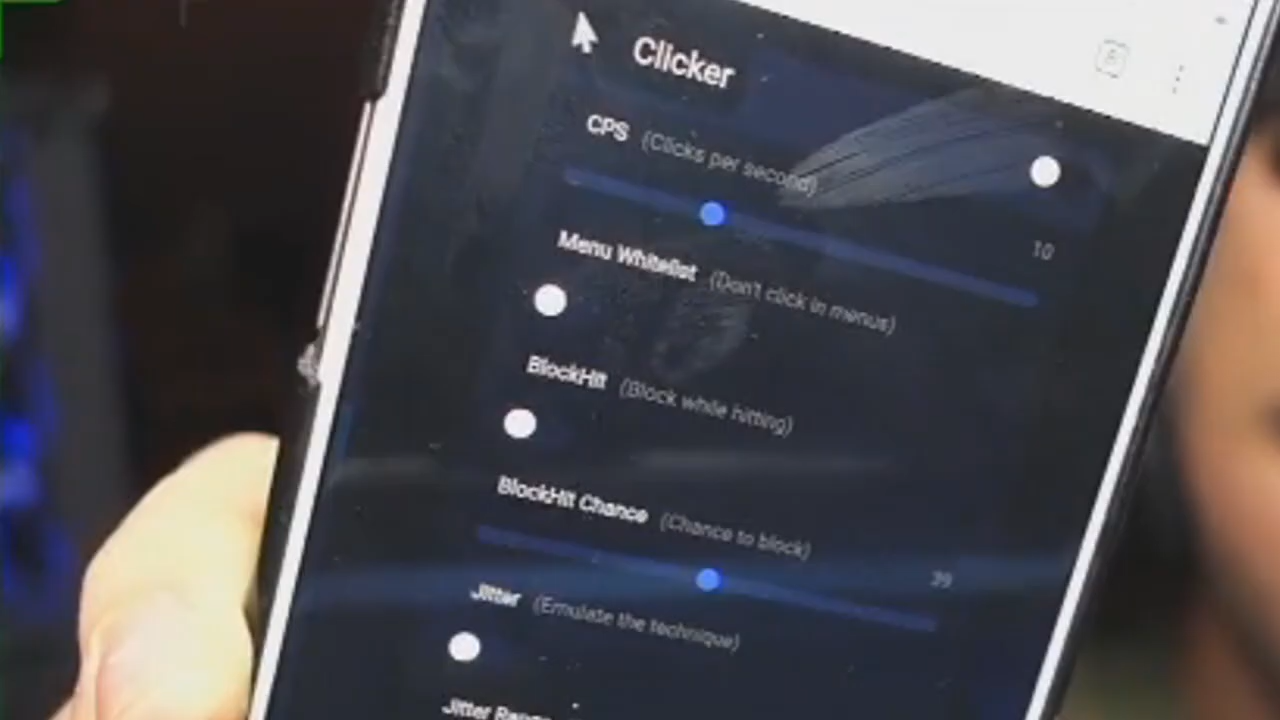 Clicker
CPS (Clicks per second)
10
Menu Whitelist (Don't click in menus)
BlockHit (Block while hitting)
BlockHit Chance (Chance to block)
39
Jitter (Emulate the technique)
Jitter